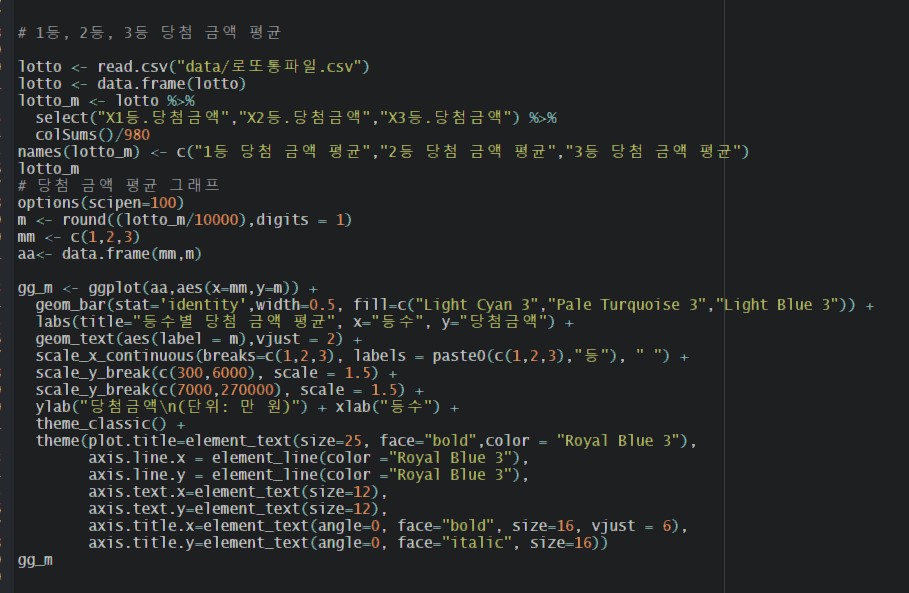 # 1등, 2등, 3등 당첨 금액 평균
lotto <- read.csv("data/로또통파일.csv")
lotto <- data.frame(lotto)
lotto_m <- lotto %>%
  select("X1등.당첨금액","X2등.당첨금액","X3등.당첨금액") %>%
  colSums()/980
names(lotto_m) <- c("1등 당첨 금액 평균","2등 당첨 금액 평균","3등 당첨 금액 평균")
lotto_m
# 당첨 금액 평균 그래프
options(scipen=100)
m <- round((lotto_m/10000),digits = 1)
mm <- c(1,2,3)
aa<- data.frame(mm,m)
gg_m <- ggplot(aa,aes(x=mm,y=m)) +
  geom_bar(stat='identity',width=0.5, fill=c("Light Cyan 3","Pale Turquoise 3","Light Blue 3")) +
  labs(title="등수별 당첨 금액 평균", x="등수", y="당첨금액") +
  geom_text(aes(label = m),vjust = 2) +
  scale_x_continuous(breaks=c(1,2,3), labels = paste0(c(1,2,3),"등"), " ") +
  scale_y_break(c(300,6000), scale = 1.5) +
  scale_y_break(c(7000,270000), scale = 1.5) +
  ylab("당첨금액\n(단위: 만 원)") + xlab("등수") +
  theme_classic() +
  theme(plot.title=element_text(size=25, face="bold",color = "Royal Blue 3"),
        axis.line.x = element_line(color ="Royal Blue 3"),
        axis.line.y = element_line(color ="Royal Blue 3"),
        axis.text.x=element_text(size=12),
        axis.text.y=element_text(size=12),
        axis.title.x=element_text(angle=0, face="bold", size=16, vjust = 6),
        axis.title.y=element_text(angle=0, face="italic", size=16))
gg_m